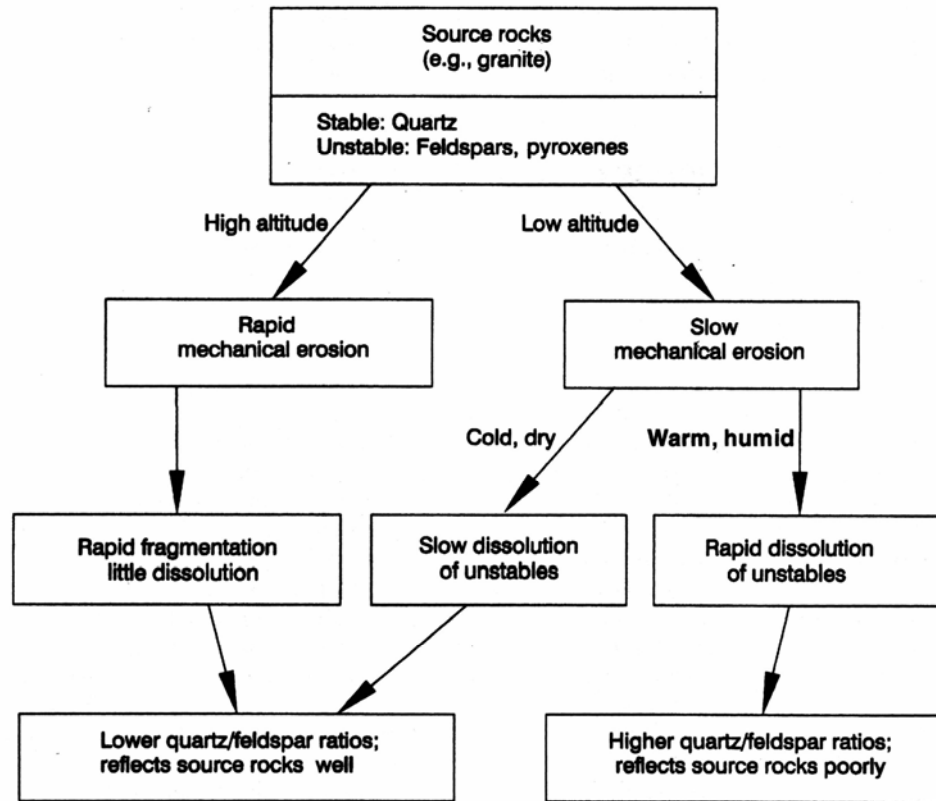 Source rocks
(e.g., granite)
Stable: Quartz
Unstable: Feldspars, pyroxenes
High altitude
Low altitude
Rapid
mechanical erosion
Slow
mechanical erosion
Cold, dry
Warm, humid
Rapid fragmentation
little dissolution
Slow dissolution
of unstables
Rapid dissolution
of unstables
Lower quartz/feldspar ratios;
reflects source rocks well
Higher quartz/feldspar ratios;
reflects source rocks poorly